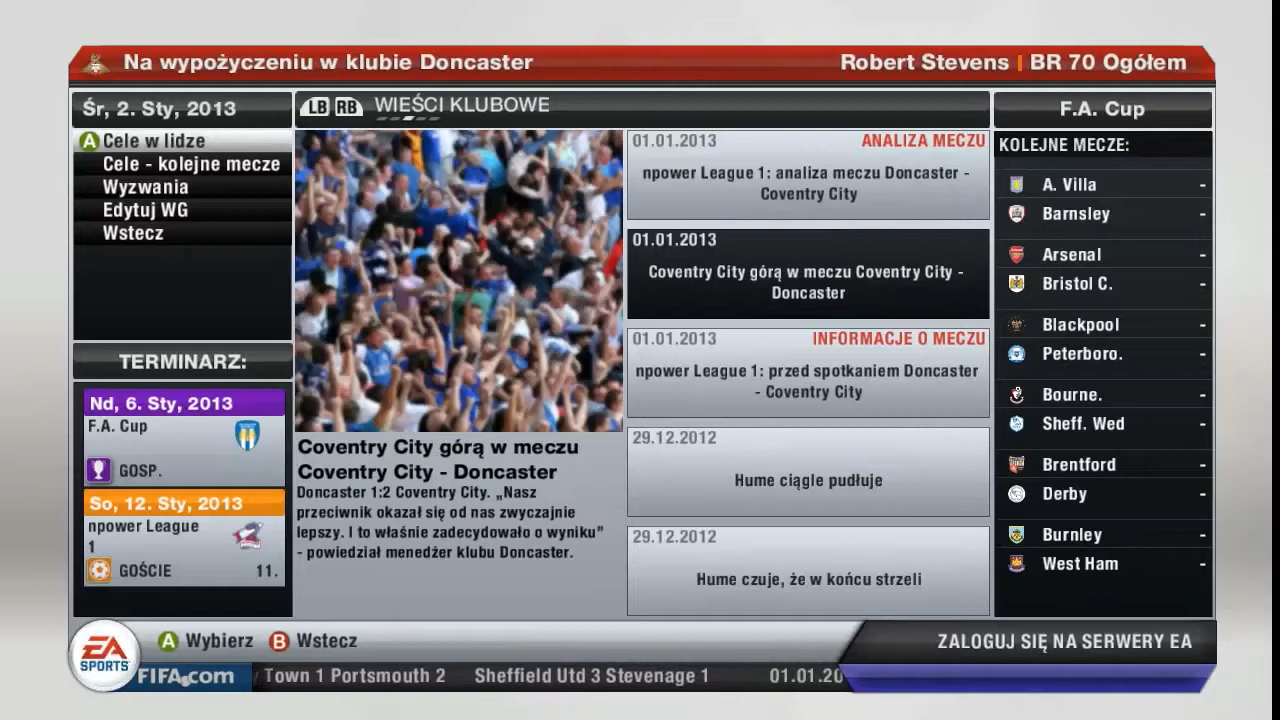 Na wypożyczeniu w klubie Doncaster
Robert Stevens | BR 70 Ogółem
Śr, 2. Sty, 2013
A Cele w lidze
Cele - kolejne mecze
Wyzwania
Edytuj WG
Wstecz
TERMINARZ:
Nd, 6. Sty, 2013
F.A. Cup
GOSP.
So, 12. Sty, 2013
npower League
1
GOŚCIE 11.
LB RB WIEŚCI KLUBOWE
Coventry City górą w meczu
Coventry City - Doncaster
Doncaster 1:2 Coventry City. „Nasz
przeciwnik okazał się od nas zwyczajnie
lepszy. I to właśnie zadecydowało o wyniku”
- powiedział menedżer klubu Doncaster.
01.01.2013 ANALIZA MECZU
npower League 1: analiza meczu Doncaster -
Coventry City
01.01.2013
Coventry City górą w meczu Coventry City -
Doncaster
01.01.2013 INFORMACJE O MECZU
npower League 1: przed spotkaniem Doncaster
- Coventry City
29.12.2012
Hume ciągle pudłuje
29.12.2012
Hume czuje, że w końcu strzeli
F.A. Cup
KOLEJNE MECZE:
A. Villa -
Barnsley -
Arsenal -
Bristol C. -
Blackpool -
Peterboro. -
Bourne. -
Sheff. Wed -
Brentford -
Derby -
Burnley -
West Ham -
EA
SPORTS
A Wybierz B Wstecz
ZALOGUJ SIĘ NA SERWERY EA
FIFA.com
Town 1 Portsmouth 2 Sheffield Utd 3 Stevenage 1 01.01.20